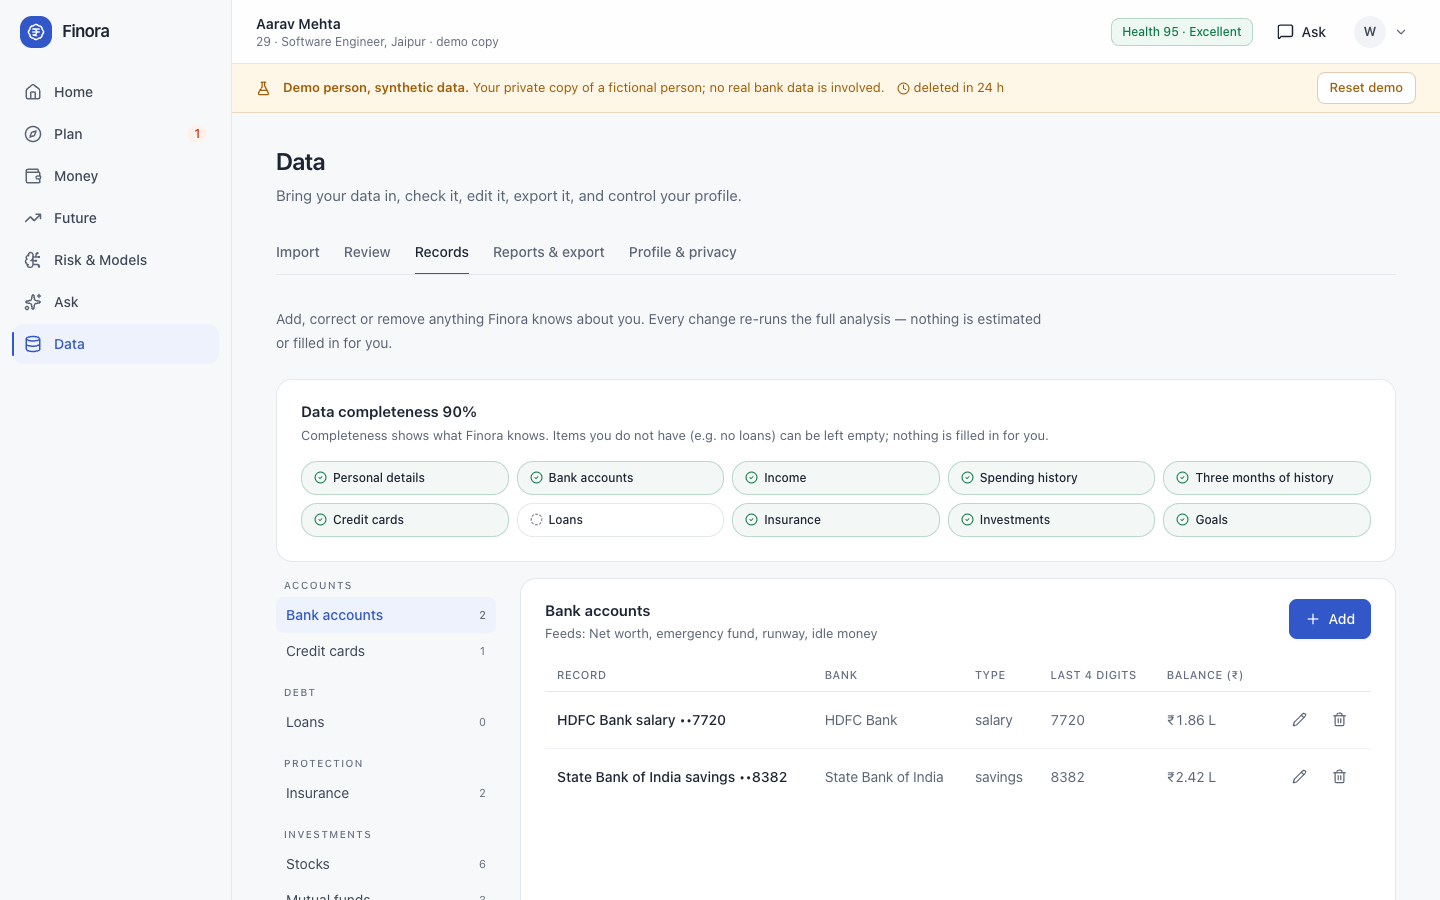 Finora
Home
Plan 1
Money
Future
Risk & Models
Ask
Data
Aarav Mehta
29 · Software Engineer, Jaipur · demo copy
Health 95 · Excellent
Ask
W
Demo person, synthetic data. Your private copy of a fictional person; no real bank data is involved. deleted in 24 h
Reset demo
Data
Bring your data in, check it, edit it, export it, and control your profile.
Import Review Records Reports & export Profile & privacy
Add, correct or remove anything Finora knows about you. Every change re-runs the full analysis — nothing is estimated
or filled in for you.
Data completeness 90%
Completeness shows what Finora knows. Items you do not have (e.g. no loans) can be left empty; nothing is filled in for you.
Personal details Bank accounts Income Spending history Three months of history
Credit cards Loans Insurance Investments Goals
ACCOUNTS
Bank accounts 2
Credit cards 1
DEBT
Loans 0
PROTECTION
Insurance 2
INVESTMENTS
Stocks 6
Mutual funds 3
Bank accounts
Feeds: Net worth, emergency fund, runway, idle money
Add
RECORD BANK TYPE LAST 4 DIGITS BALANCE (₹)
HDFC Bank salary ••7720 HDFC Bank salary 7720 ₹1.86 L
State Bank of India savings ••8382 State Bank of India savings 8382 ₹2.42 L